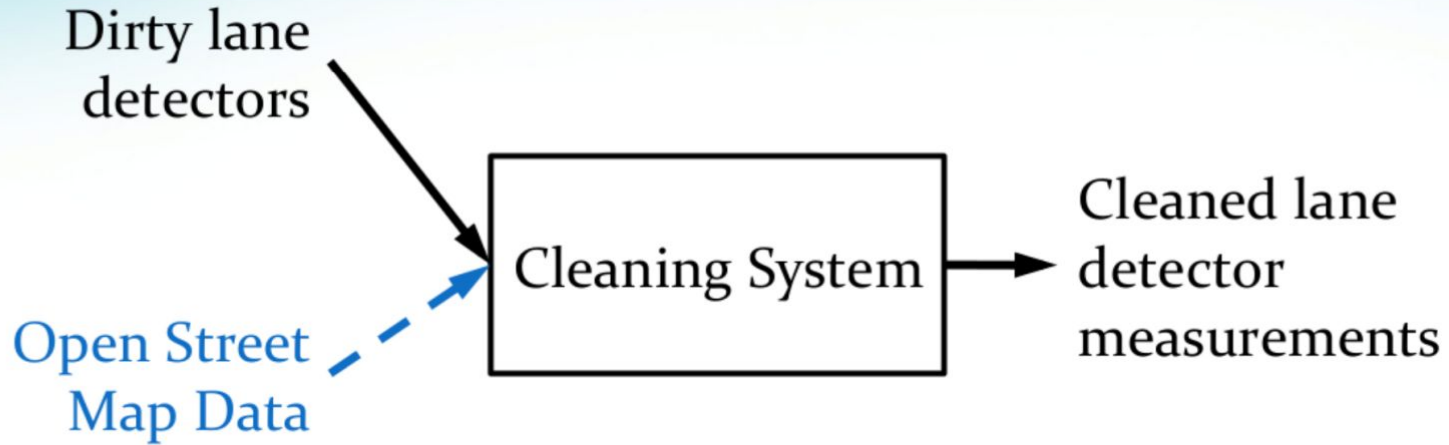 Dirty lane
detectors
Cleaning System
Cleaned lane
detector
measurements
Open Street
Map Data